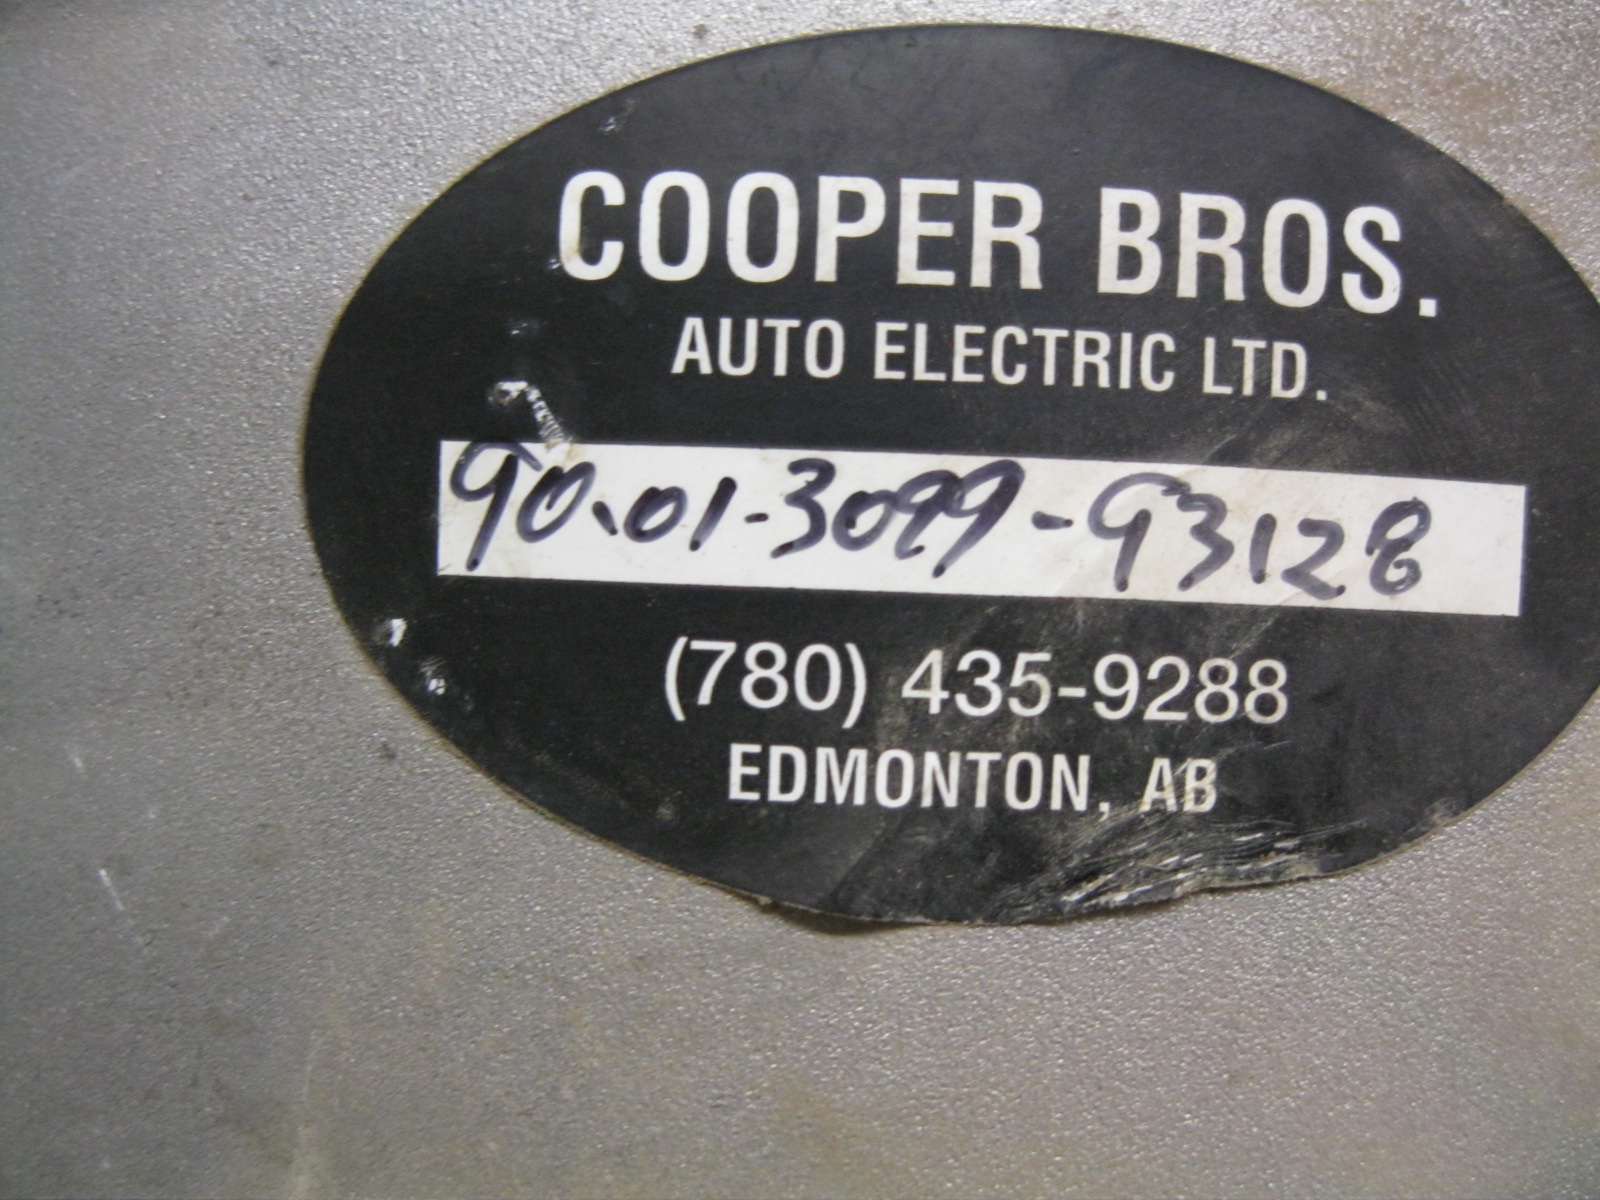 COOPER BROS.
AUTO ELECTRIC LTD.
90.01-3099-93128
(780) 435-9288
EDMONTON, AB